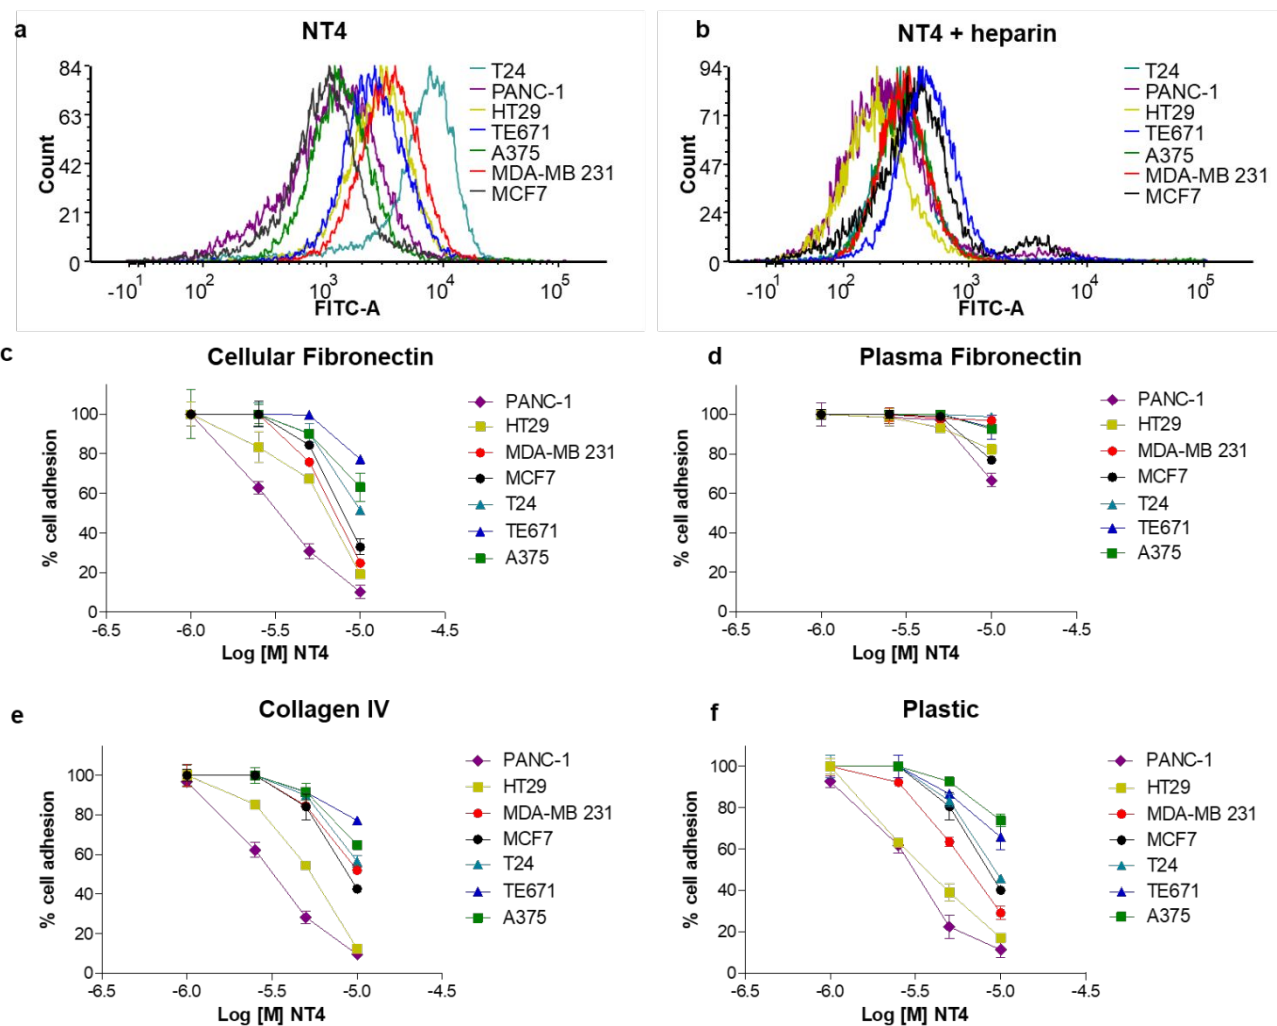 a
NT4
84
63
42
21
0
Count
-10¹ 10² 10³ 10⁴ 10⁵
FITC-A
T24
PANC-1
HT29
TE671
A375
MDA-MB 231
MCF7
b
NT4 + heparin
94
71
47
24
0
Count
-10¹ 10² 10³ 10⁴ 10⁵
FITC-A
T24
PANC-1
HT29
TE671
A375
MDA-MB 231
MCF7
c
Cellular Fibronectin
100
80
60
40
20
0
% cell adhesion
-6.5 -6.0 -5.5 -5.0 -4.5
Log [M] NT4
PANC-1
HT29
MDA-MB 231
MCF7
T24
TE671
A375
d
Plasma Fibronectin
100
80
60
40
20
0
% cell adhesion
-6.5 -6.0 -5.5 -5.0 -4.5
Log [M] NT4
PANC-1
HT29
MDA-MB 231
MCF7
T24
TE671
A375
e
Collagen IV
100
80
60
40
20
0
% cell adhesion
-6.5 -6.0 -5.5 -5.0 -4.5
Log [M] NT4
PANC-1
HT29
MDA-MB 231
MCF7
T24
TE671
A375
f
Plastic
100
80
60
40
20
0
% cell adhesion
-6.5 -6.0 -5.5 -5.0 -4.5
Log [M] NT4
PANC-1
HT29
MDA-MB 231
MCF7
T24
TE671
A375